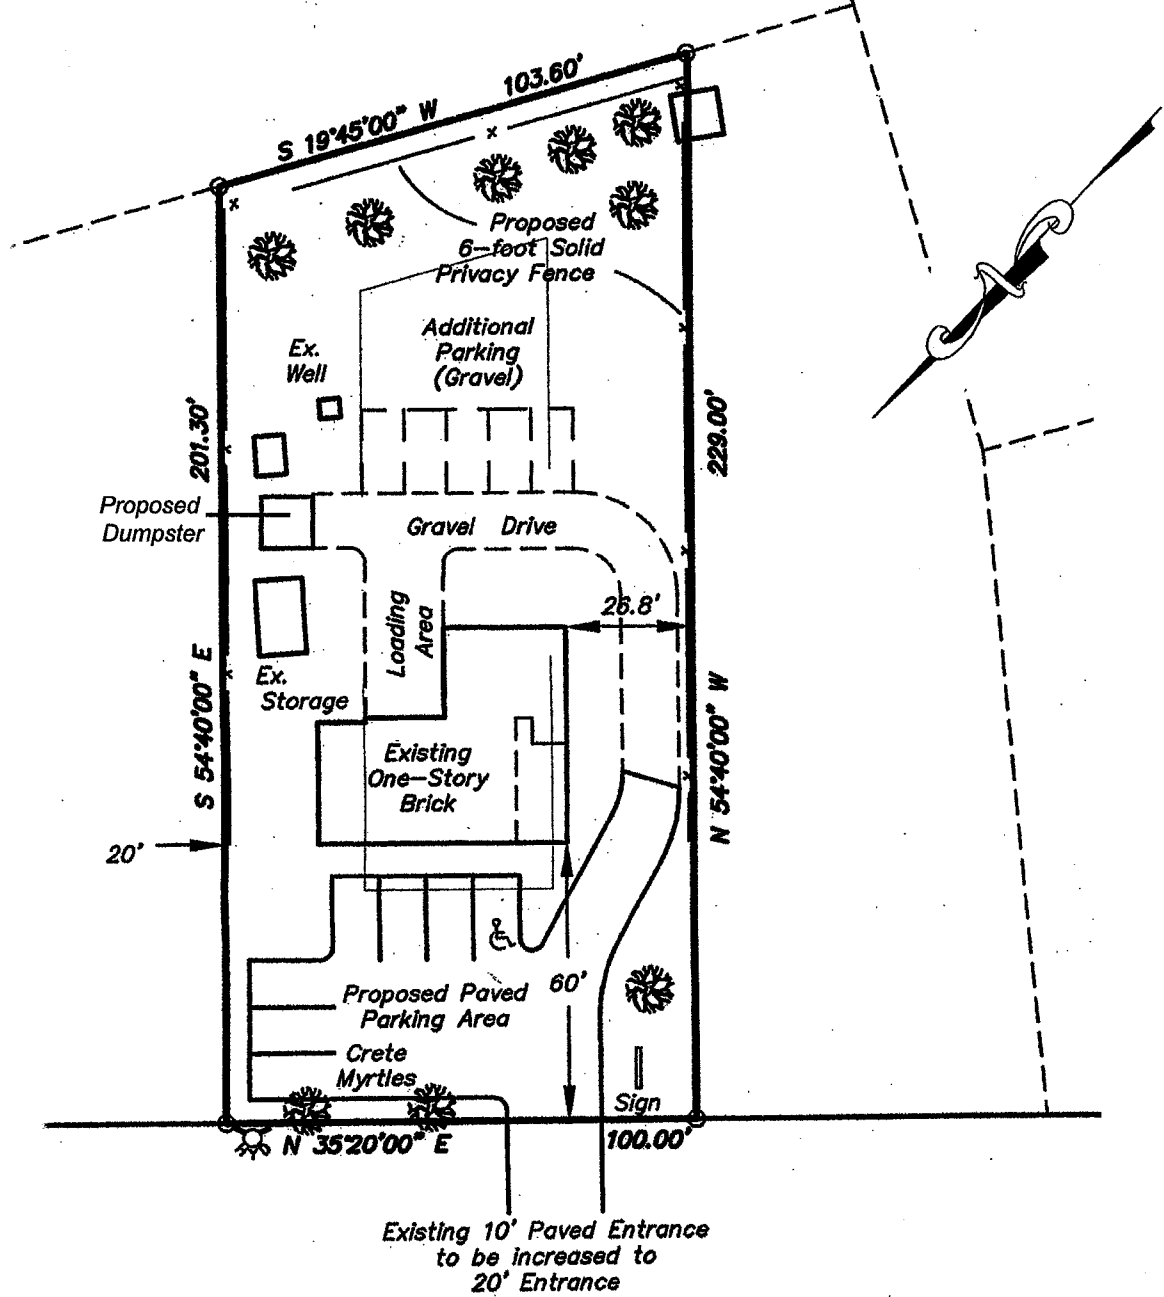 103.60'
S 19°45'00" W
Proposed
6-foot Solid
Privacy Fence
Additional
Parking
(Gravel)
Ex.
Well
201.30'
229.00'
Proposed
Dumpster
Gravel Drive
Loading
Area
26.8'
Ex.
Storage
S 54°40'00" E
N 54°40'00" W
Existing
One-Story
Brick
20'
60'
Proposed Paved
Parking Area
Crete
Myrtles
Sign
N 35°20'00" E
100.00'
Existing 10' Paved Entrance
to be increased to
20' Entrance